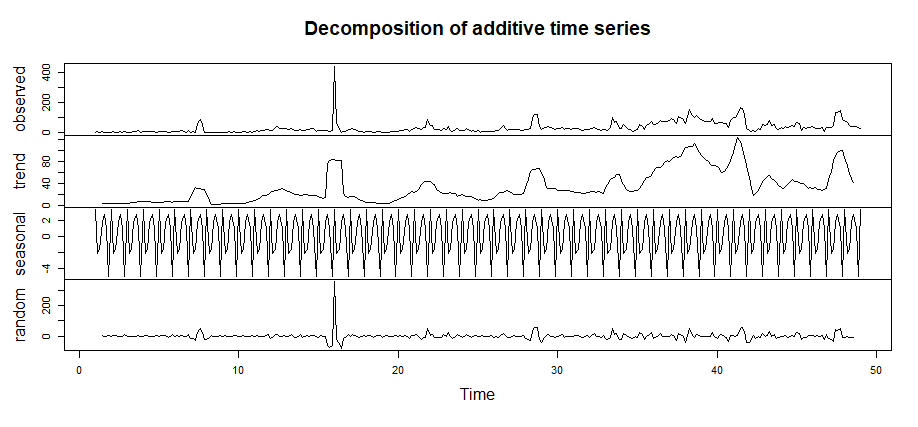 Decomposition of additive time series
observed
0 200 400
trend
0 40 80
seasonal
-4 0 2
random
0 200
0 10 20 30 40 50
Time